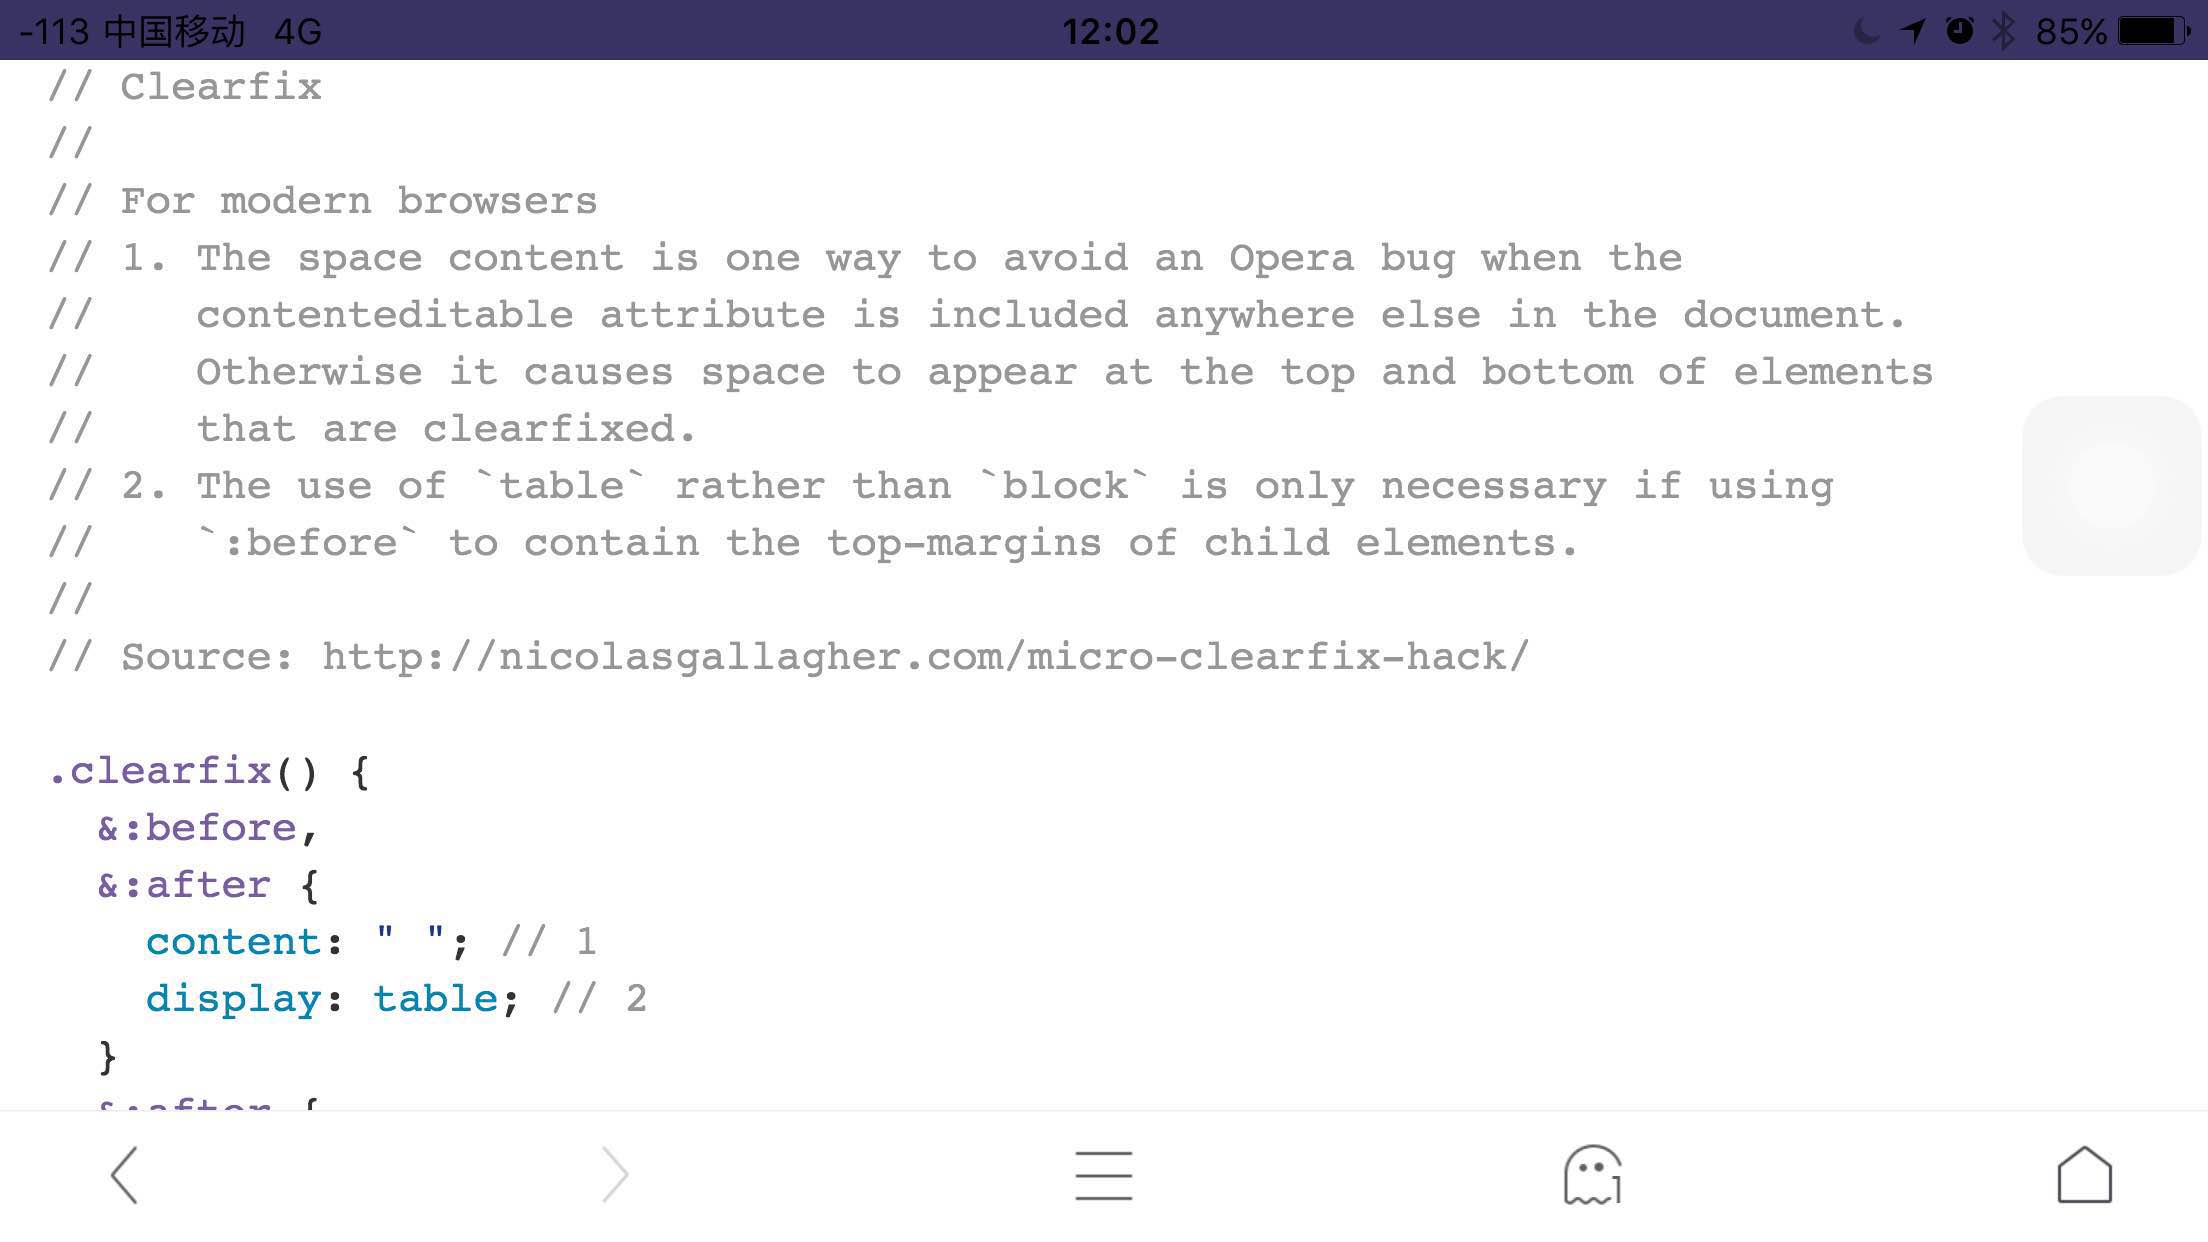 -113 中国移动 4G 12:02 85%
// Clearfix
//
// For modern browsers
// 1. The space content is one way to avoid an Opera bug when the
//    contenteditable attribute is included anywhere else in the document.
//    Otherwise it causes space to appear at the top and bottom of elements
//    that are clearfixed.
// 2. The use of `table` rather than `block` is only necessary if using
//    `:before` to contain the top-margins of child elements.
//
// Source: http://nicolasgallagher.com/micro-clearfix-hack/
.clearfix() {
  &:before,
  &:after {
    content: " "; // 1
    display: table; // 2
  }
  &:after {
1